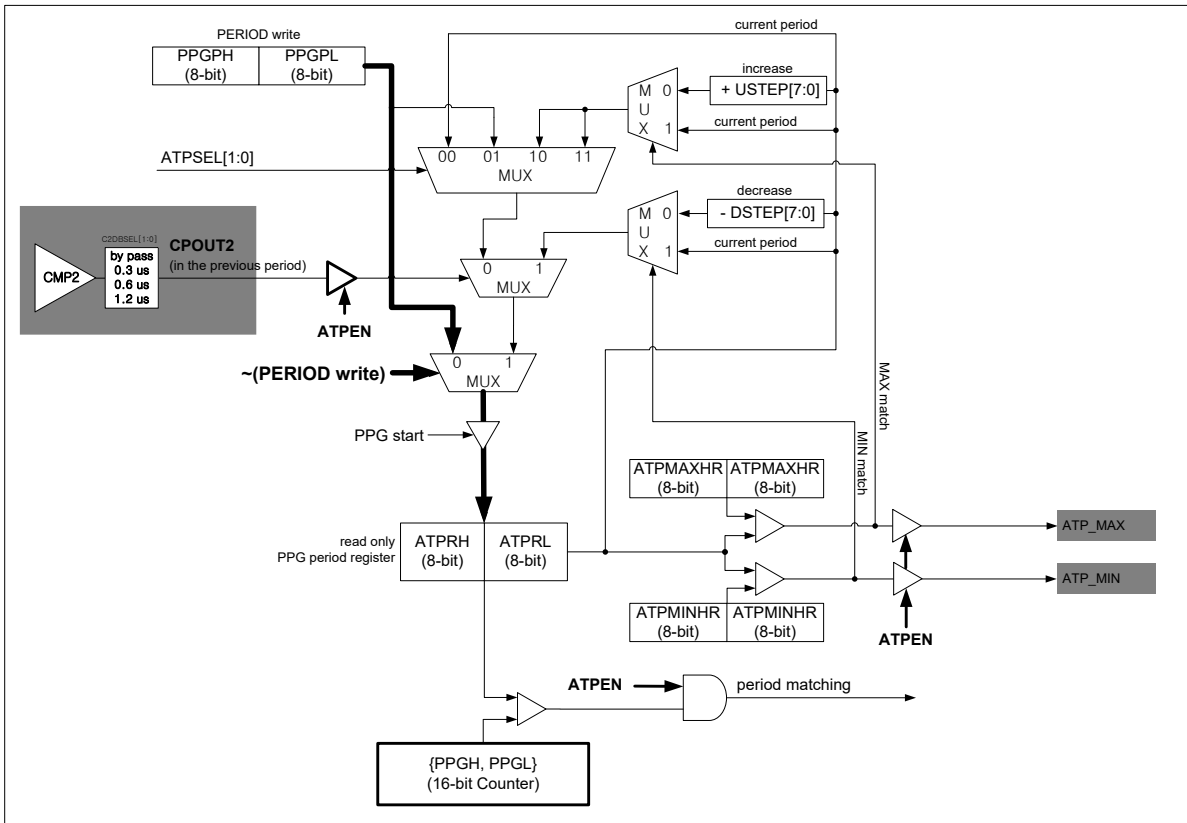 PERIOD write
PPGPH
(8-bit)
PPGPL
(8-bit)
current period
increase
+ USTEP[7:0]
current period
M 0
U
X 1
ATPSEL[1:0]
00 01 10 11
MUX
decrease
- DSTEP[7:0]
current period
M 0
U
X 1
CMP2
C2DBSEL[1:0]
by pass
0.3 us
0.6 us
1.2 us
CPOUT2
(in the previous period)
ATPEN
0 1
MUX
~(PERIOD write)
0 1
MUX
PPG start
MAX match
MIN match
read only
PPG period register
ATPRH
(8-bit)
ATPRL
(8-bit)
ATPMAXHR
(8-bit)
ATPMAXHR
(8-bit)
ATPMINHR
(8-bit)
ATPMINHR
(8-bit)
ATP_MAX
ATP_MIN
ATPEN
ATPEN
period matching
{PPGH, PPGL}
(16-bit Counter)